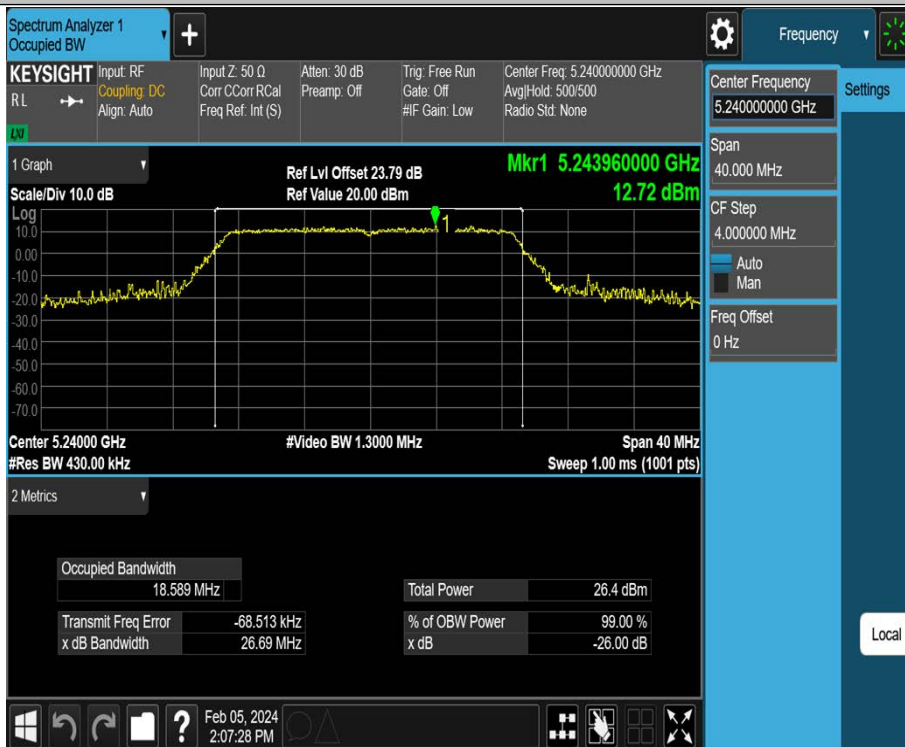 Spectrum Analyzer 1
Occupied BW
+
Frequency
KEYSIGHT
RL
LXI
Input: RF
Coupling: DC
Align: Auto
Input Z: 50 Ω
Corr CCorr RCal
Freq Ref: Int (S)
Atten: 30 dB
Preamp: Off
Trig: Free Run
Gate: Off
#IF Gain: Low
Center Freq: 5.240000000 GHz
Avg|Hold: 500/500
Radio Std: None
Center Frequency
5.240000000 GHz
Settings
Span
40.000 MHz
CF Step
4.000000 MHz
Auto
Man
Freq Offset
0 Hz
1 Graph
Scale/Div 10.0 dB
Ref Lvl Offset 23.79 dB
Ref Value 20.00 dBm
Mkr1 5.243960000 GHz
12.72 dBm
Log
1
10.0
0.00
-10.0
-20.0
-30.0
-40.0
-50.0
-60.0
-70.0
Center 5.24000 GHz
#Video BW 1.3000 MHz
Span 40 MHz
#Res BW 430.00 kHz
Sweep 1.00 ms (1001 pts)
2 Metrics
Occupied Bandwidth
18.589 MHz
Total Power 26.4 dBm
Transmit Freq Error -68.513 kHz
% of OBW Power 99.00 %
x dB Bandwidth 26.69 MHz
x dB -26.00 dB
Local
?
Feb 05, 2024
2:07:28 PM